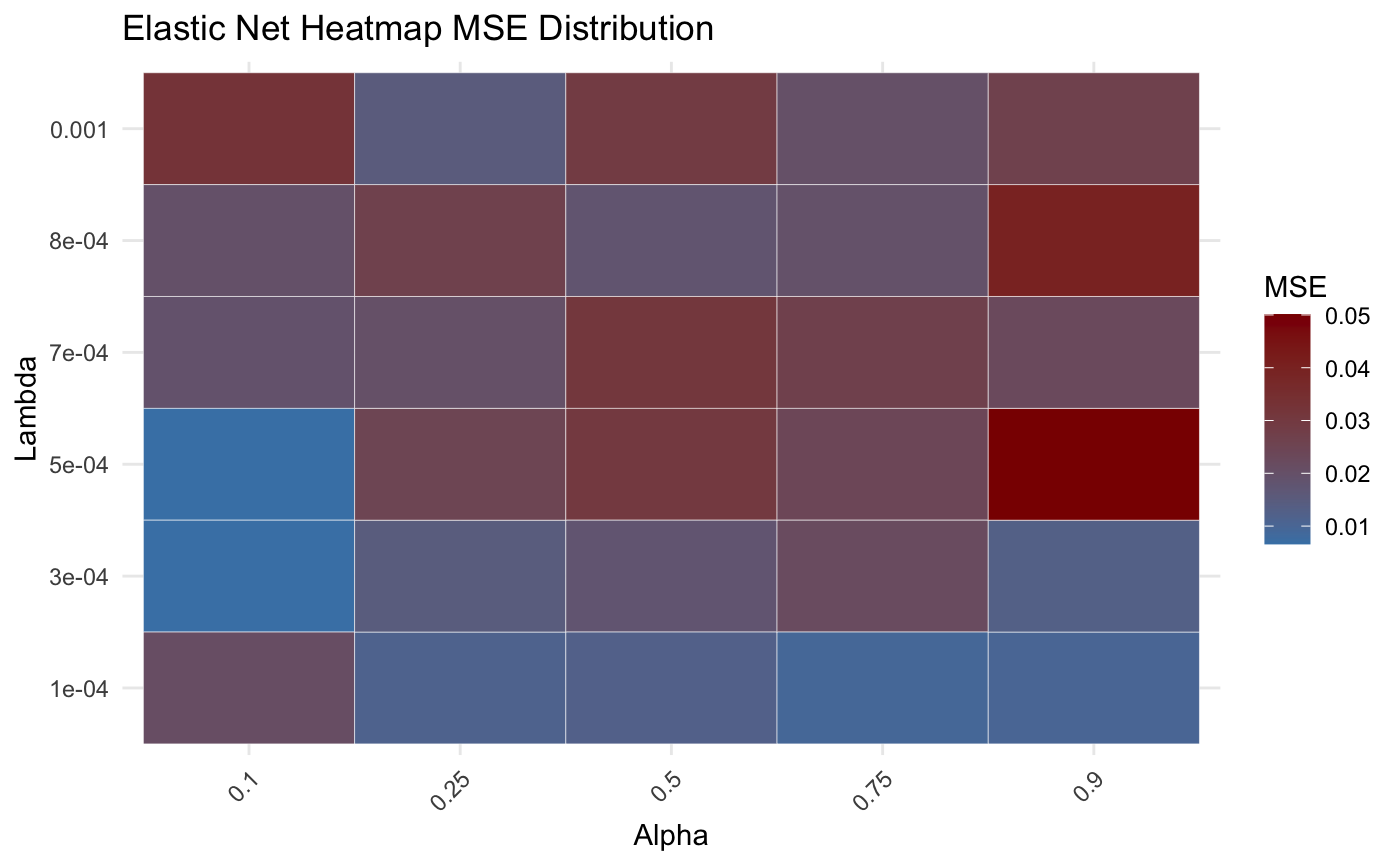 Elastic Net Heatmap MSE Distribution
0.001
8e-04
7e-04
5e-04
3e-04
1e-04
Lambda
0.1
0.25
0.5
0.75
0.9
Alpha
MSE
0.05
0.04
0.03
0.02
0.01